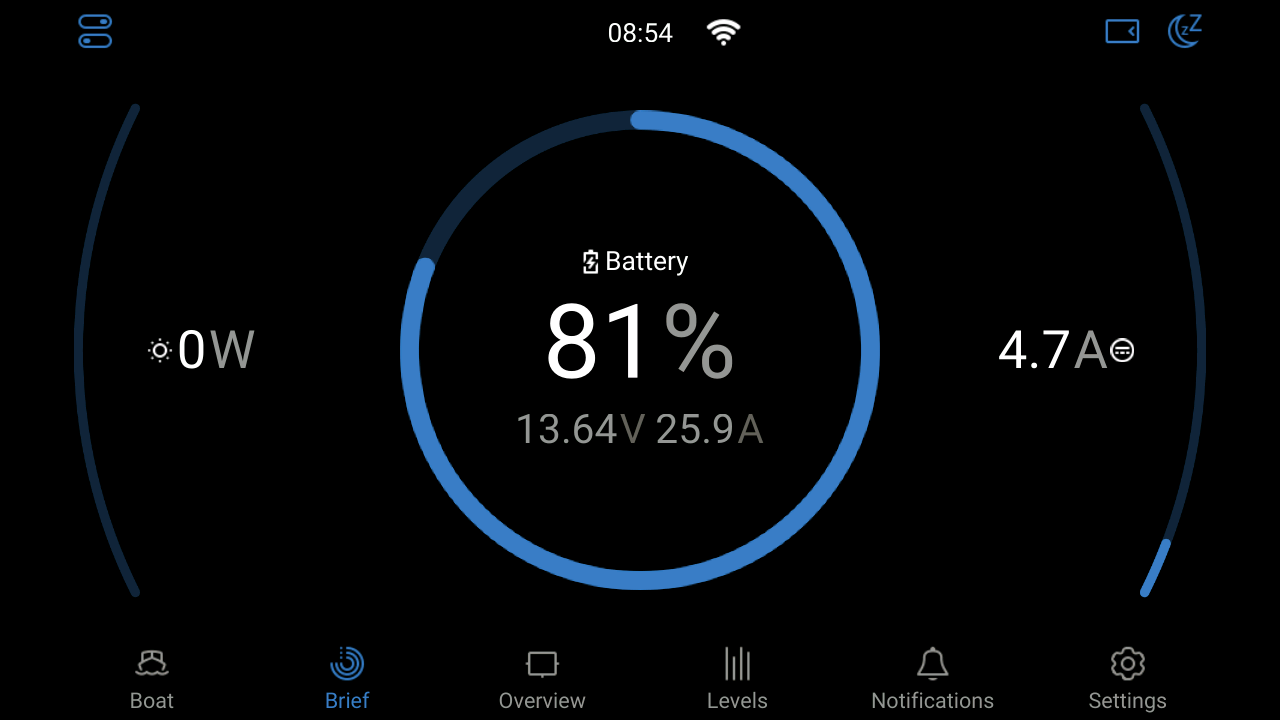 08:54
Battery
81%
0W
4.7A
13.64V 25.9A
Boat
Brief
Overview
Levels
Notifications
Settings